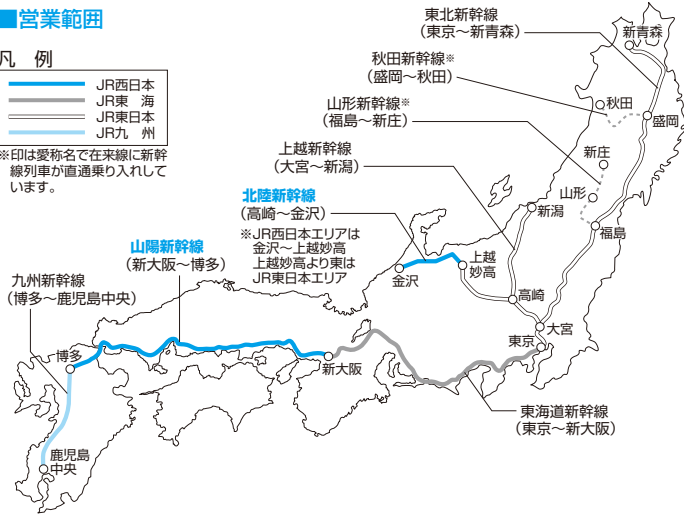 ■営業範囲
凡 例
JR西日本
JR東 海
JR東日本
JR九 州
※印は愛称名で在来線に新幹
線列車が直通乗り入れして
います。
東北新幹線
(東京〜新青森)
新青森
秋田新幹線※
(盛岡〜秋田)
秋田
盛岡
山形新幹線※
(福島〜新庄)
新庄
山形
上越新幹線
(大宮〜新潟)
新潟
福島
北陸新幹線
(高崎〜金沢)
※JR西日本エリアは
金沢〜上越妙高
上越妙高より東は
JR東日本エリア
金沢
上越
妙高
高崎
大宮
東京
山陽新幹線
(新大阪〜博多)
九州新幹線
(博多〜鹿児島中央)
博多
新大阪
東海道新幹線
(東京〜新大阪)
鹿児島
中央